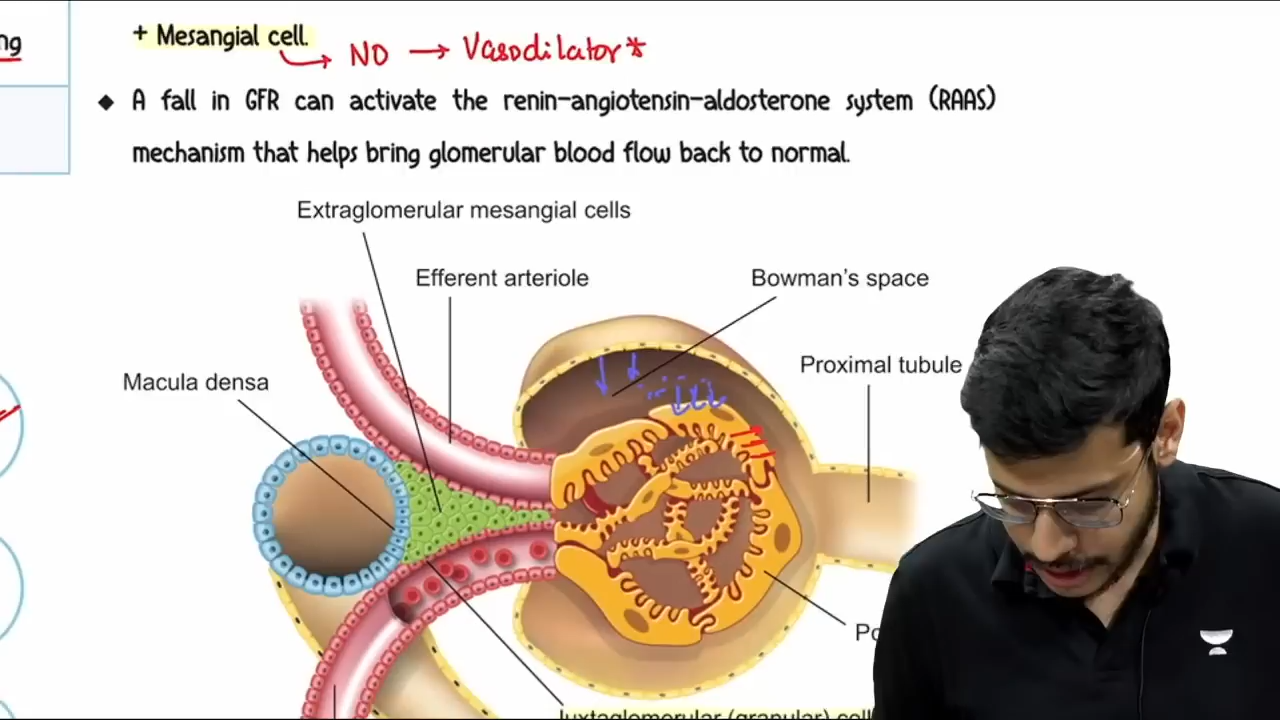 ng
+ Mesangial cell.
NO → Vasodilator*
◆ A fall in GFR can activate the renin-angiotensin-aldosterone system (RAAS)
mechanism that helps bring glomerular blood flow back to normal.
Extraglomerular mesangial cells
Efferent arteriole
Bowman's space
Proximal tubule
Macula densa
Po
Juxtaglomerular (granular) cell